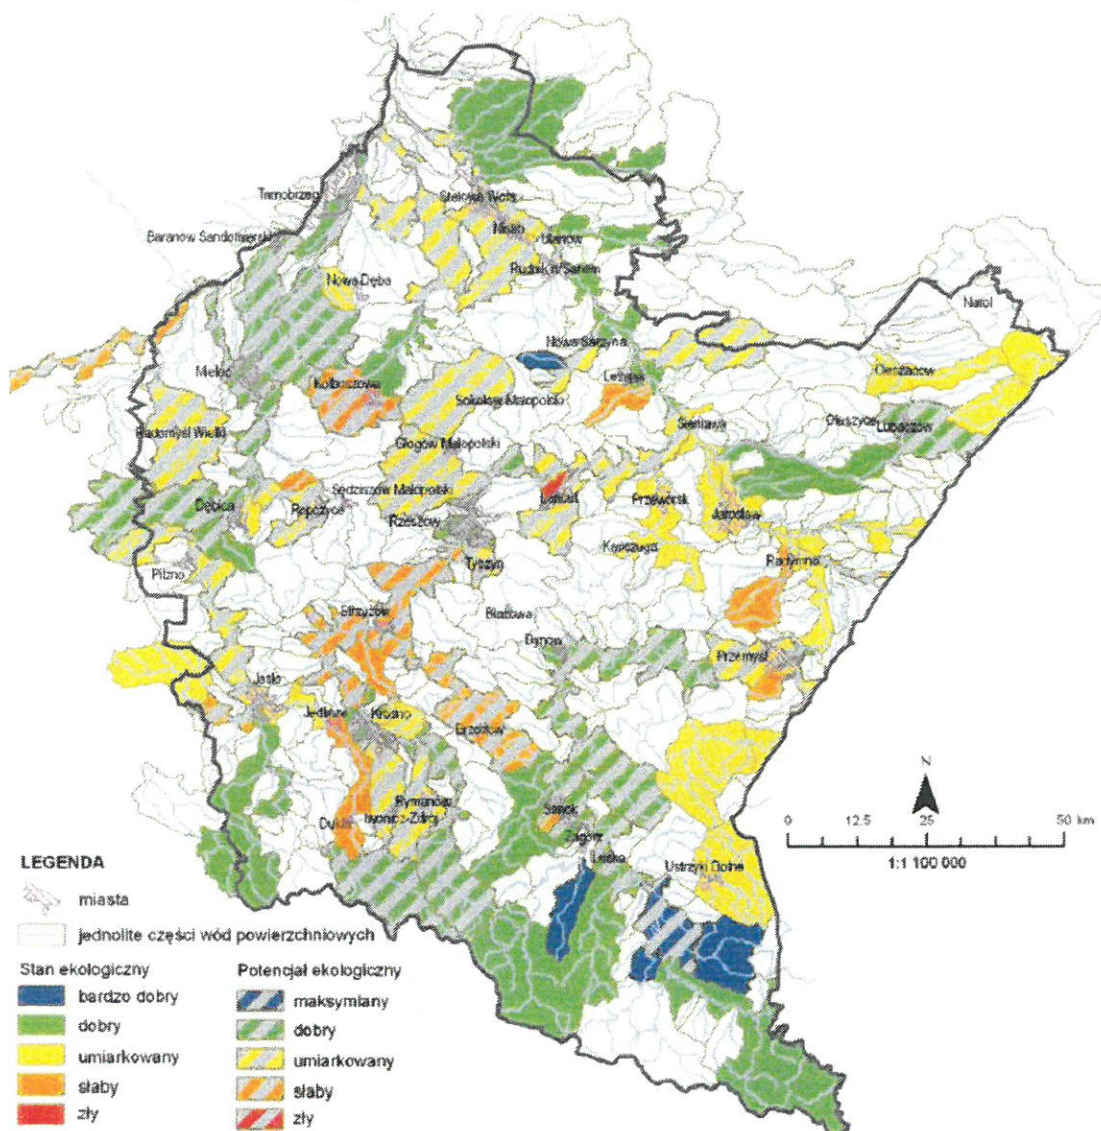 Tarnobrzeg
Stalowa Wola
Baranów Sandomierski
Nisko
Ulanów
Rudnik n/Sanem
Nowa Dęba
Narol
Nowa Sarzyna
Cieszanów
Mielec
Leżajsk
Kolbuszowa
Sokołów Małopolski
Oleszyce
Lubaczów
Radomyśl Wielki
Sieniawa
Głogów Małopolski
Sędziszów Małopolski
Łańcut
Przeworsk
Dębica
Ropczyce
Jarosław
Rzeszów
Kańczuga
Radymno
Pilzno
Tyczyn
Strzyżów
Błażowa
Dynów
Przemyśl
Jasło
Jedlicze
Krosno
Brzozów
N
Rymanów
Iwonicz-Zdrój
Dukla
Sanok
Zagórz
Lesko
Ustrzyki Dolne
0 12.5 25 50 km
1:1 100 000
LEGENDA
miasta
jednolite części wód powierzchniowych
Stan ekologiczny
bardzo dobry
dobry
umiarkowany
słaby
zły
Potencjał ekologiczny
maksymlany
dobry
umiarkowany
słaby
zły